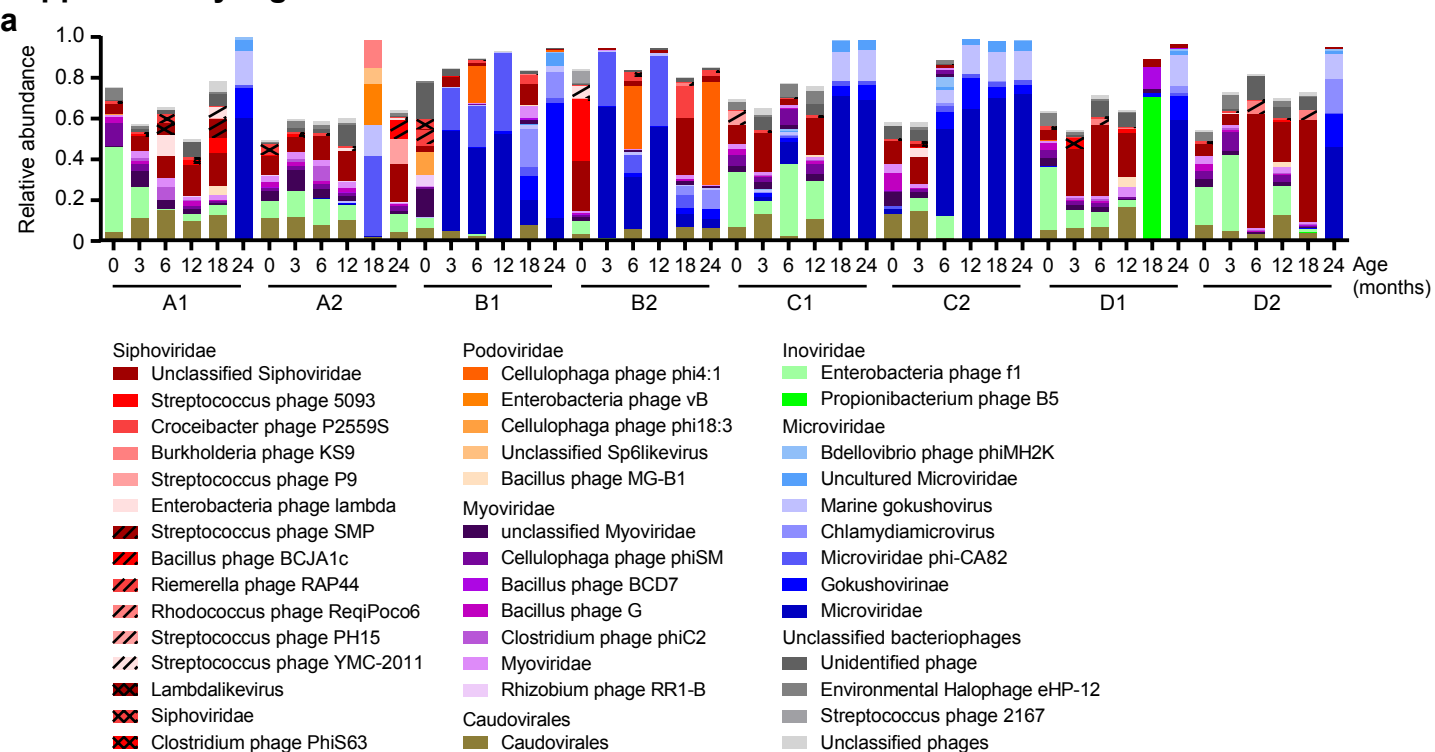 a
1.0
0.8
0.6
0.4
0.2
0
Relative abundance
0 3 6 12 18 24 0 3 6 12 18 24 0 3 6 12 18 24 0 3 6 12 18 24 0 3 6 12 18 24 0 3 6 12 18 24 0 3 6 12 18 24 0 3 6 12 18 24 Age
(months)
A1 A2 B1 B2 C1 C2 D1 D2
Siphoviridae
Unclassified Siphoviridae
Streptococcus phage 5093
Croceibacter phage P2559S
Burkholderia phage KS9
Streptococcus phage P9
Enterobacteria phage lambda
Streptococcus phage SMP
Bacillus phage BCJA1c
Riemerella phage RAP44
Rhodococcus phage ReqiPoco6
Streptococcus phage PH15
Streptococcus phage YMC-2011
Lambdalikevirus
Siphoviridae
Clostridium phage PhiS63
Podoviridae
Cellulophaga phage phi4:1
Enterobacteria phage vB
Cellulophaga phage phi18:3
Unclassified Sp6likevirus
Bacillus phage MG-B1
Myoviridae
unclassified Myoviridae
Cellulophaga phage phiSM
Bacillus phage BCD7
Bacillus phage G
Clostridium phage phiC2
Myoviridae
Rhizobium phage RR1-B
Caudovirales
Caudovirales
Inoviridae
Enterobacteria phage f1
Propionibacterium phage B5
Microviridae
Bdellovibrio phage phiMH2K
Uncultured Microviridae
Marine gokushovirus
Chlamydiamicrovirus
Microviridae phi-CA82
Gokushovirinae
Microviridae
Unclassified bacteriophages
Unidentified phage
Environmental Halophage eHP-12
Streptococcus phage 2167
Unclassified phages